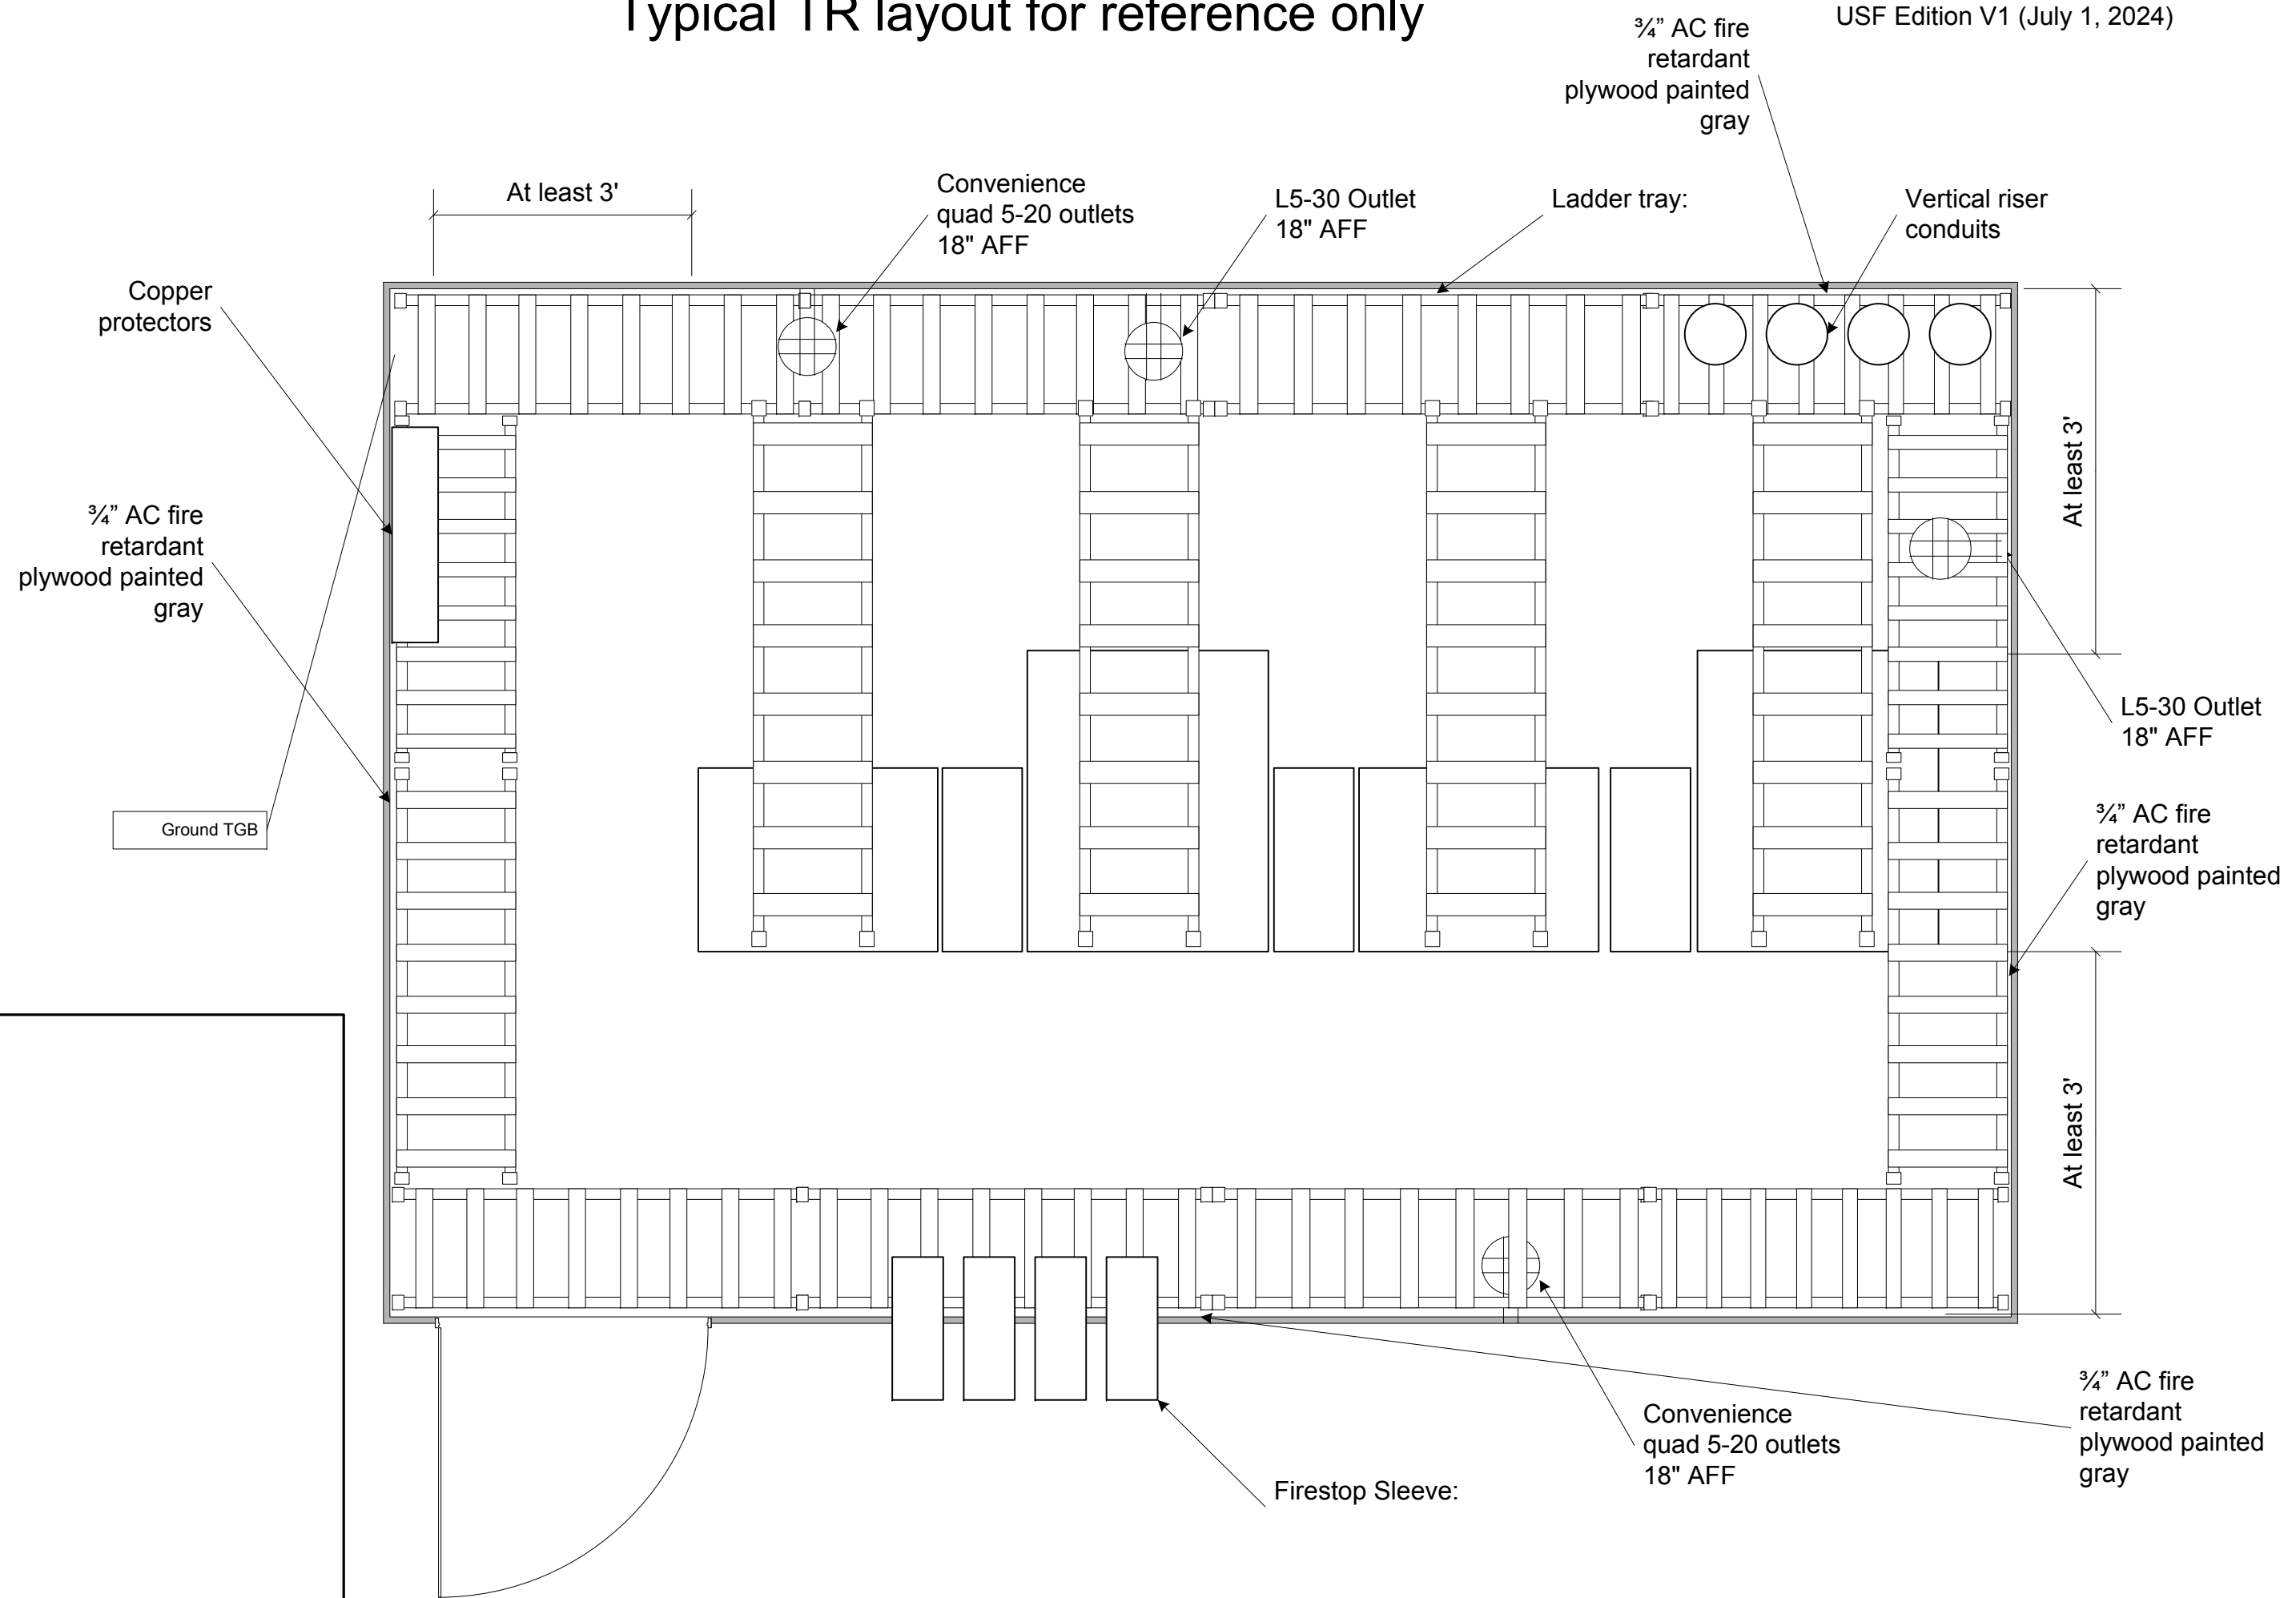 Typical TR layout for reference only
USF Edition V1 (July 1, 2024)
¾” AC fire
retardant
plywood painted
gray
At least 3'
Convenience
quad 5-20 outlets
18" AFF
L5-30 Outlet
18" AFF
Ladder tray:
Vertical riser
conduits
Copper
protectors
At least 3'
¾” AC fire
retardant
plywood painted
gray
L5-30 Outlet
18" AFF
Ground TGB
¾” AC fire
retardant
plywood painted
gray
At least 3'
¾” AC fire
retardant
plywood painted
gray
Convenience
quad 5-20 outlets
18" AFF
Firestop Sleeve: